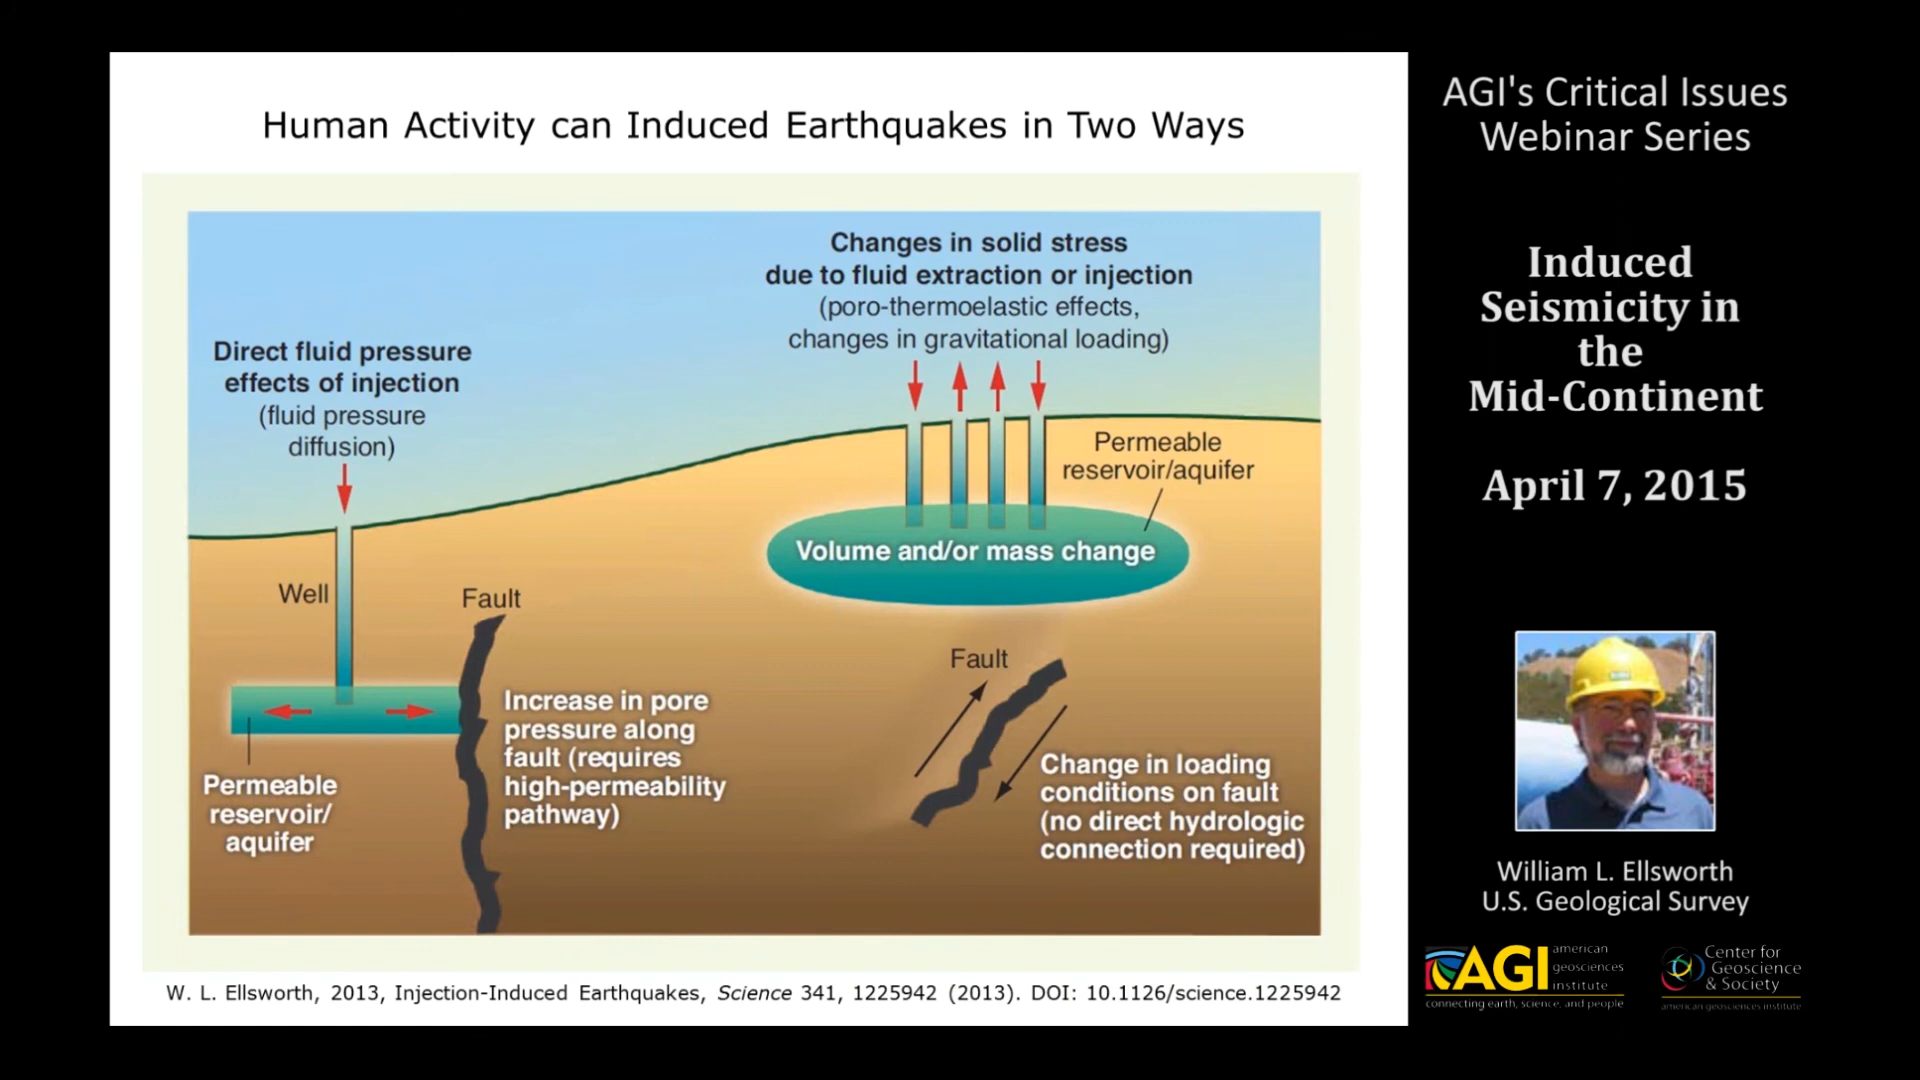 Human Activity can Induced Earthquakes in Two Ways
Direct fluid pressure
effects of injection
(fluid pressure
diffusion)
Changes in solid stress
due to fluid extraction or injection
(poro-thermoelastic effects,
changes in gravitational loading)
Permeable
reservoir/aquifer
Volume and/or mass change
Well
Fault
Increase in pore
pressure along
fault (requires
high-permeability
pathway)
Permeable
reservoir/
aquifer
Fault
Change in loading
conditions on fault
(no direct hydrologic
connection required)
W. L. Ellsworth, 2013, Injection-Induced Earthquakes, Science 341, 1225942 (2013). DOI: 10.1126/science.1225942
AGI's Critical Issues
Webinar Series
Induced
Seismicity in
the
Mid-Continent
April 7, 2015
William L. Ellsworth
U.S. Geological Survey
AGI
american
geosciences
institute
connecting earth, science, and people
Center for
Geoscience
& Society
american geosciences institute